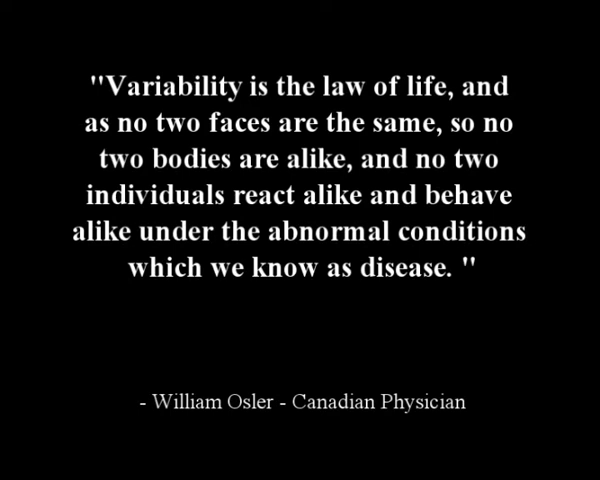 "Variability is the law of life, and
as no two faces are the same, so no
two bodies are alike, and no two
individuals react alike and behave
alike under the abnormal conditions
which we know as disease. "
- William Osler - Canadian Physician